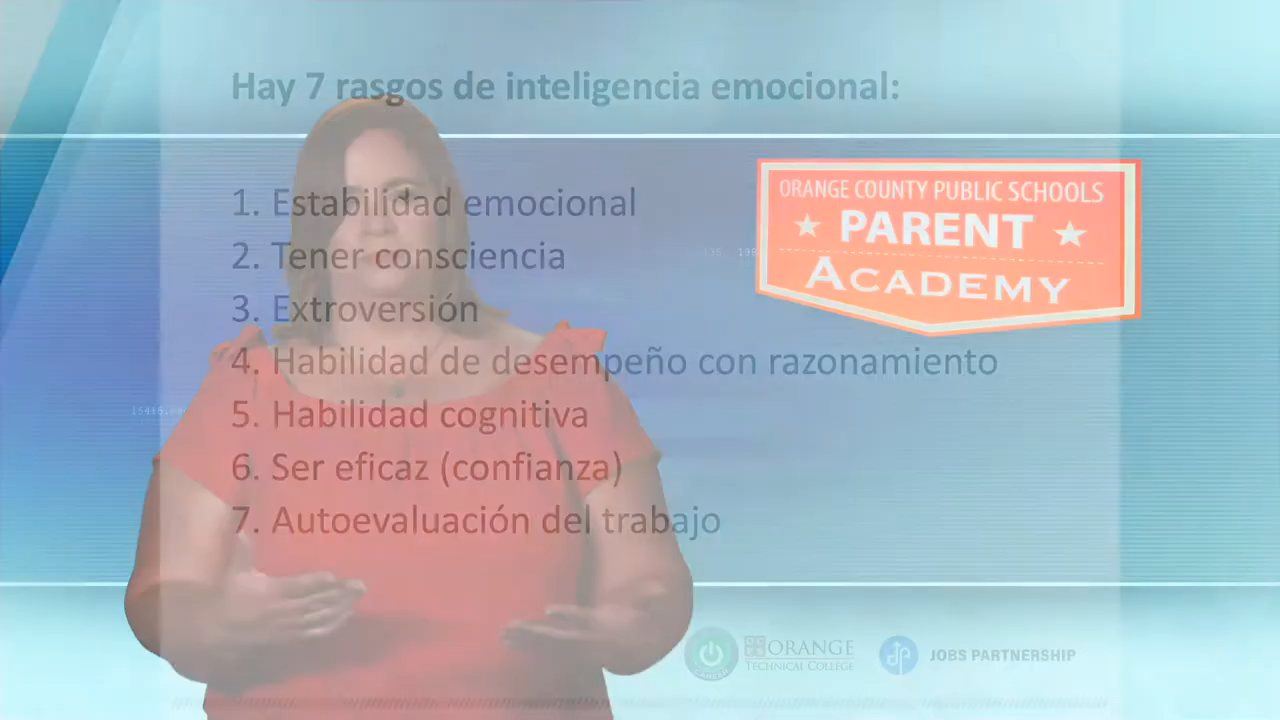 Hay 7 rasgos de inteligencia emocional:
1. Estabilidad emocional
2. Tener consciencia
3. Extroversión
4. Habilidad de desempeño con razonamiento
5. Habilidad cognitiva
6. Ser eficaz (confianza)
7. Autoevaluación del trabajo
ORANGE COUNTY PUBLIC SCHOOLS
PARENT
ACADEMY
ORANGE
TECHNICAL COLLEGE
JOBS PARTNERSHIP